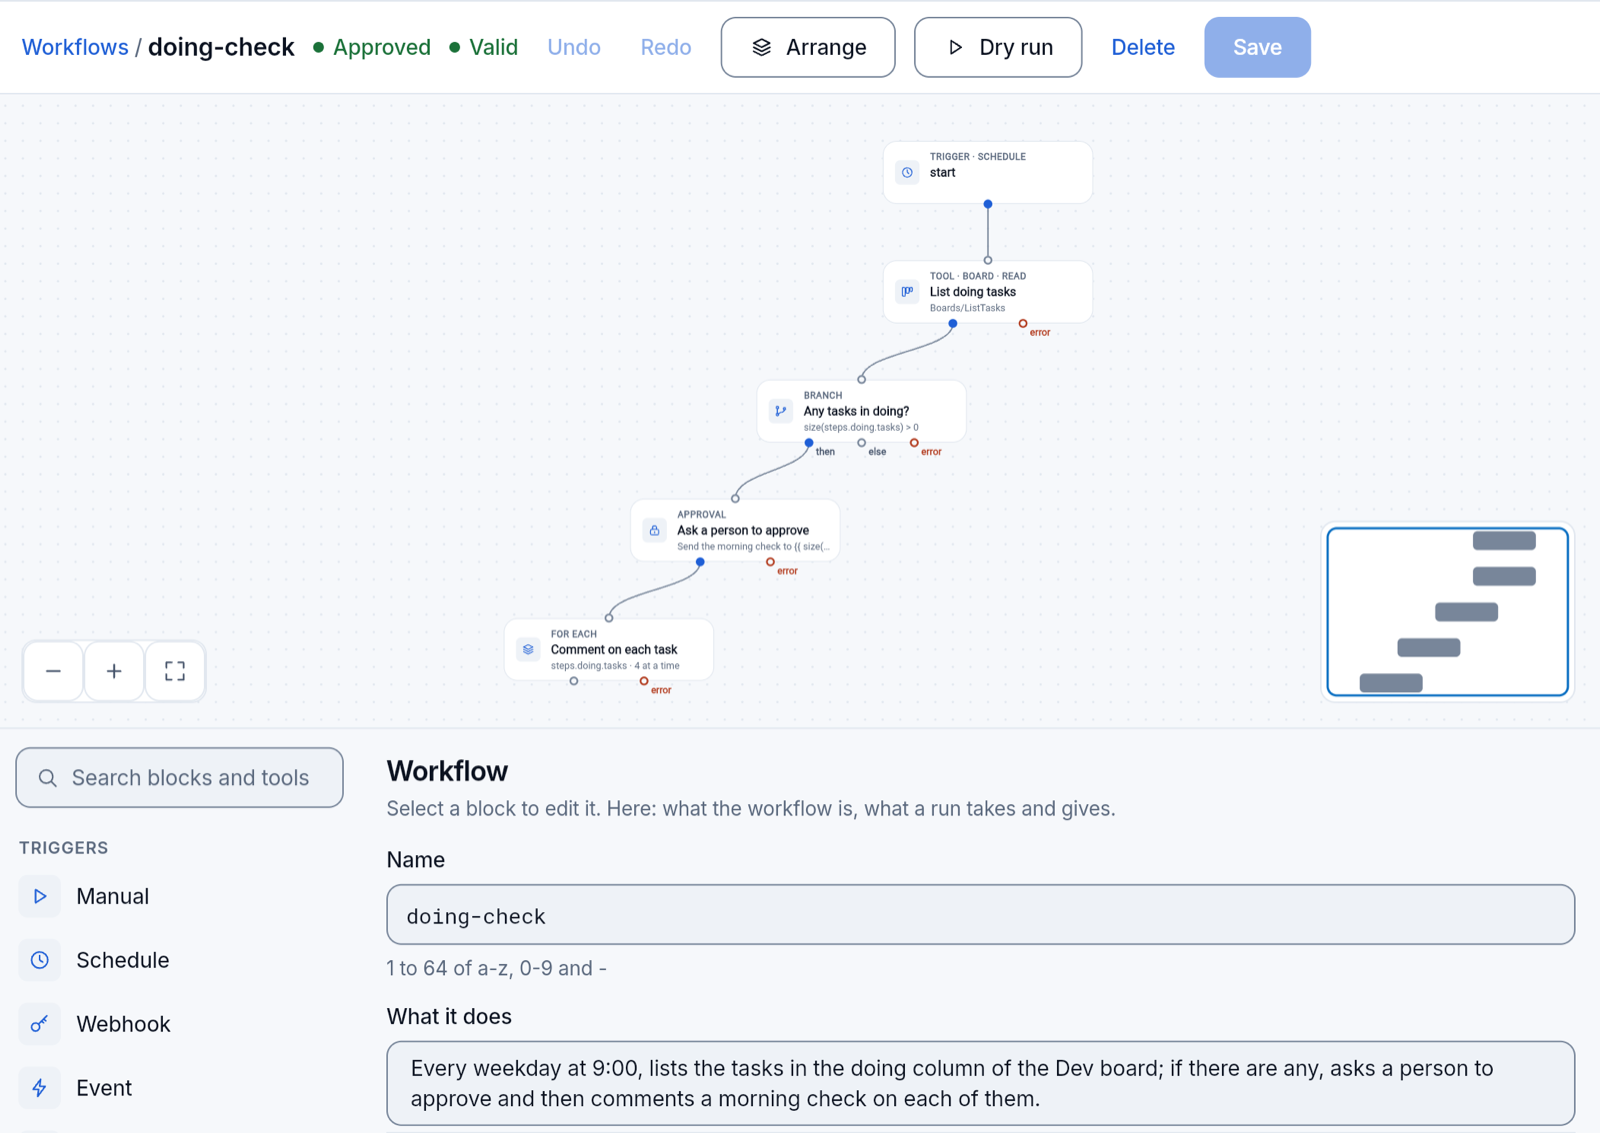 Workflows / doing-check
Approved
Valid
Undo
Redo
Arrange
Dry run
Delete
Save
TRIGGER · SCHEDULE
start
TOOL · BOARD · READ
List doing tasks
Boards/ListTasks
error
BRANCH
Any tasks in doing?
size(steps.doing.tasks) > 0
then
else
error
APPROVAL
Ask a person to approve
Send the morning check to {{ size(...
error
FOR EACH
Comment on each task
steps.doing.tasks · 4 at a time
error
Search blocks and tools
TRIGGERS
Manual
Schedule
Webhook
Event
Workflow
Select a block to edit it. Here: what the workflow is, what a run takes and gives.
Name
doing-check
1 to 64 of a-z, 0-9 and -
What it does
Every weekday at 9:00, lists the tasks in the doing column of the Dev board; if there are any, asks a person to
approve and then comments a morning check on each of them.